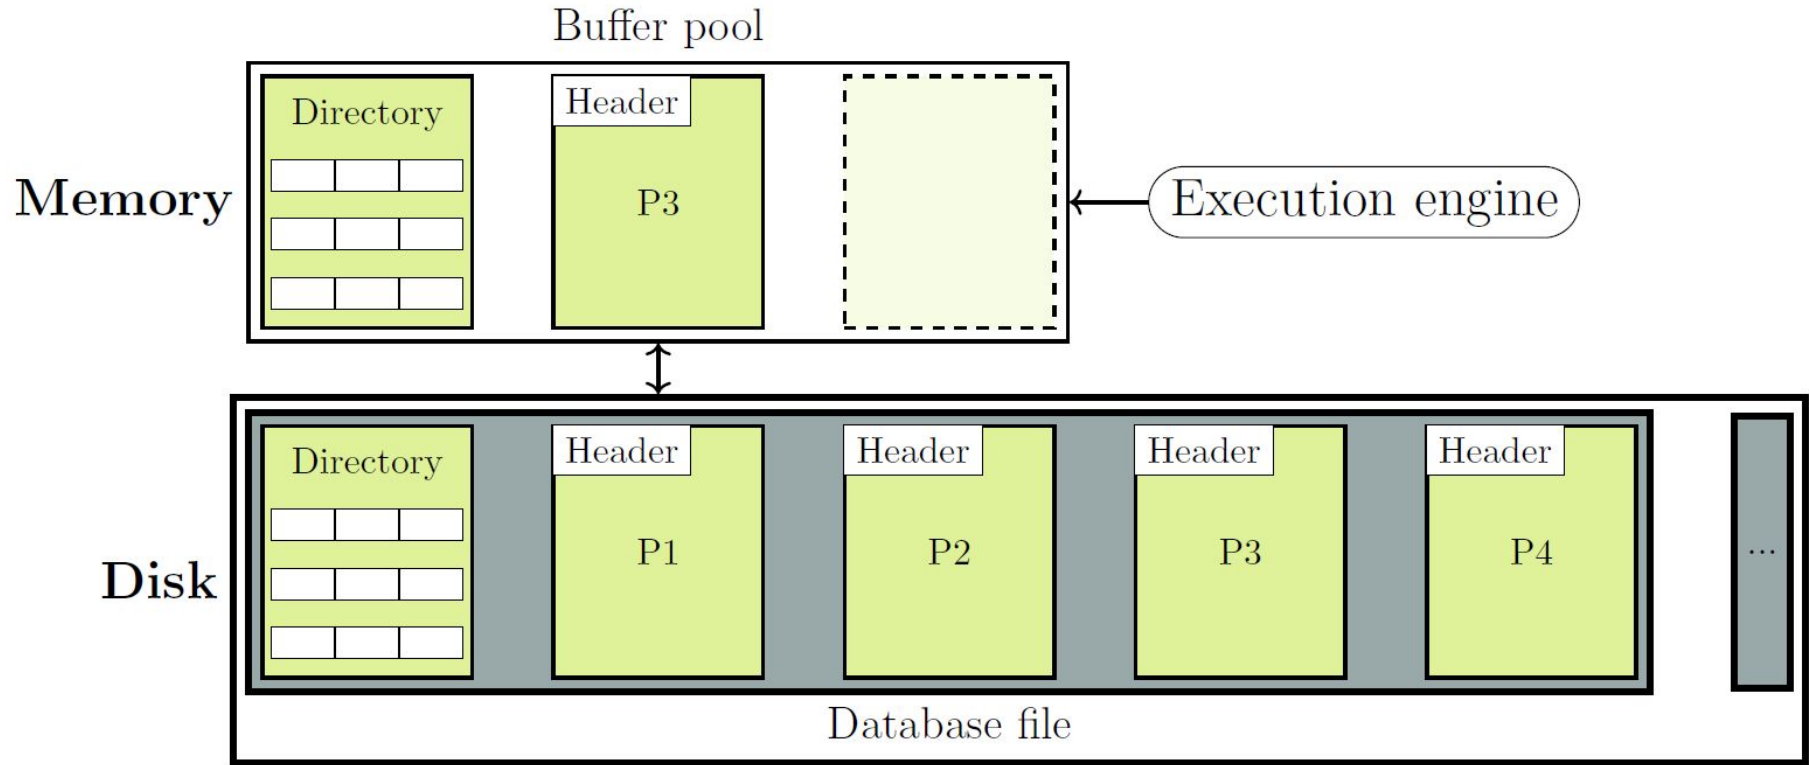 Buffer pool
Directory
Header
P3
Memory
Execution engine
Directory
Header
P1
Header
P2
Header
P3
Header
P4
...
Disk
Database file